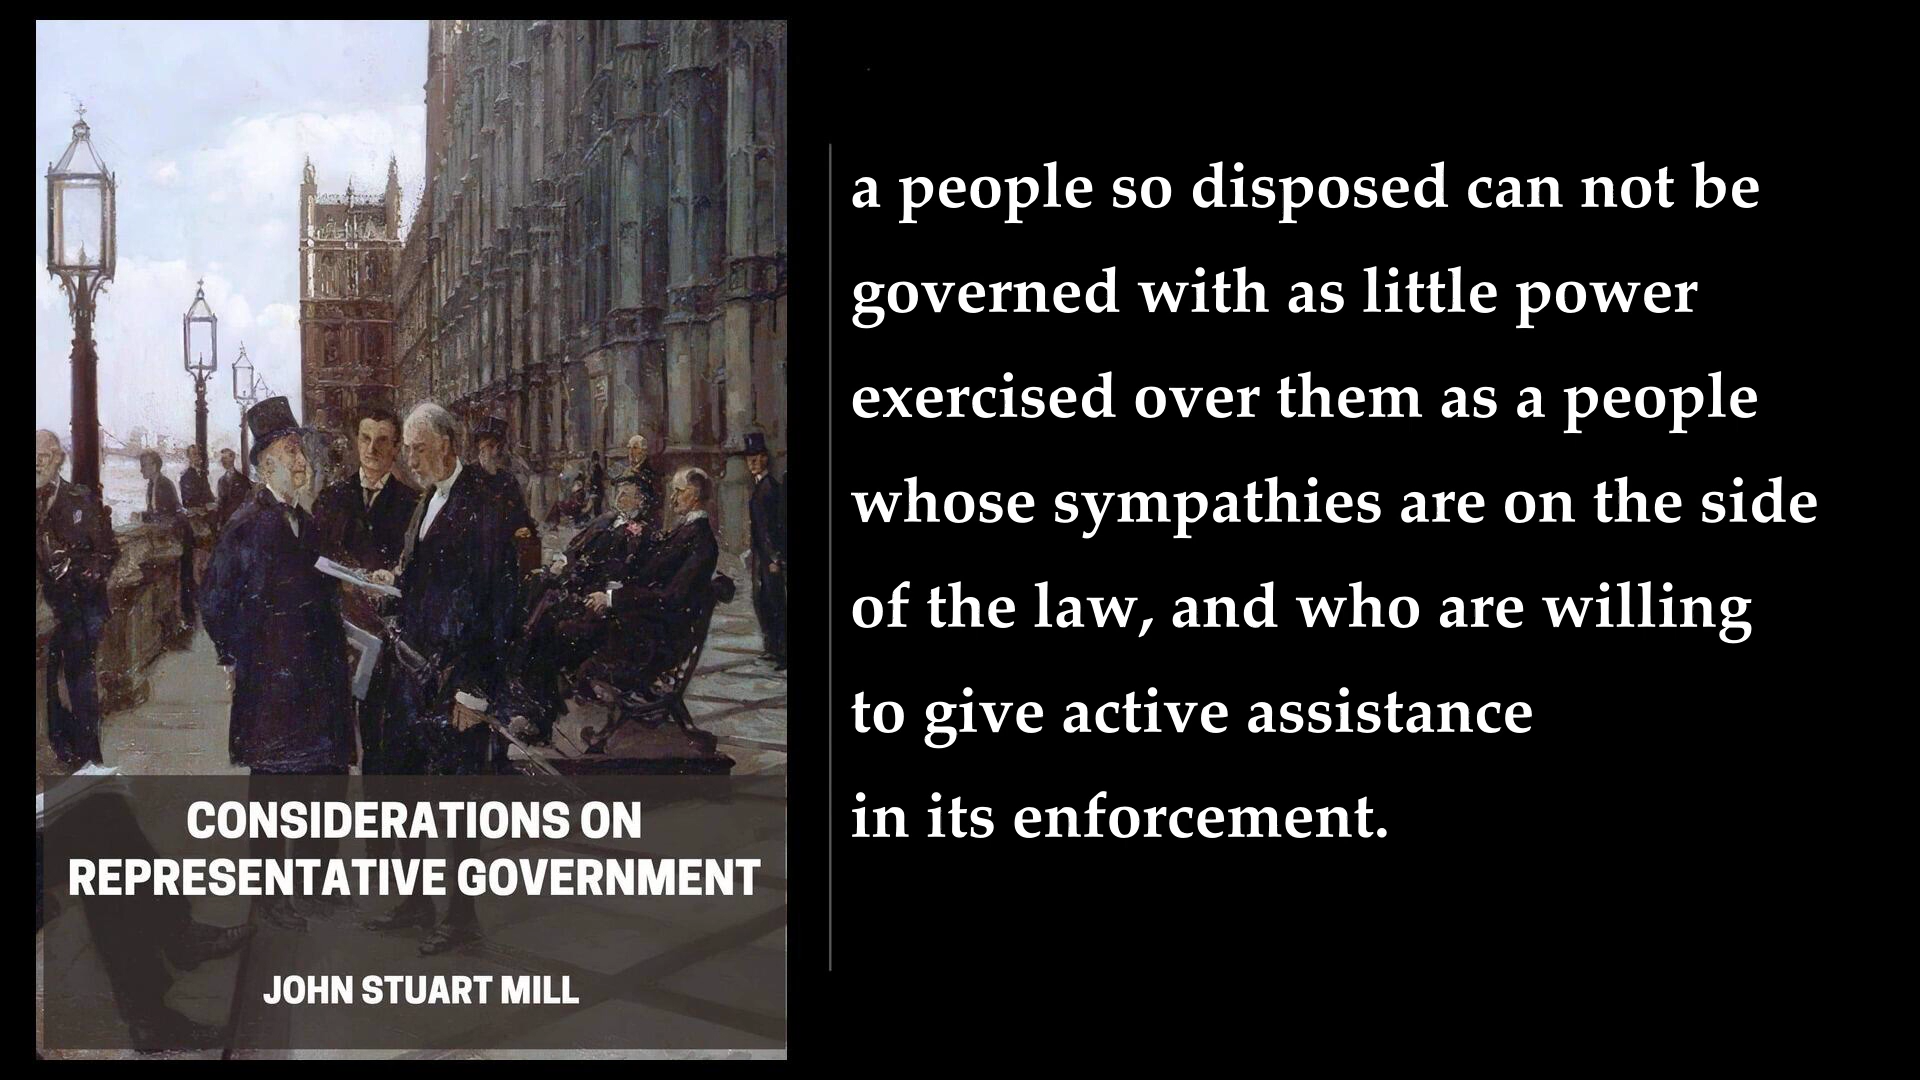 CONSIDERATIONS ON
REPRESENTATIVE GOVERNMENT
JOHN STUART MILL
a people so disposed can not be
governed with as little power
exercised over them as a people
whose sympathies are on the side
of the law, and who are willing
to give active assistance
in its enforcement.